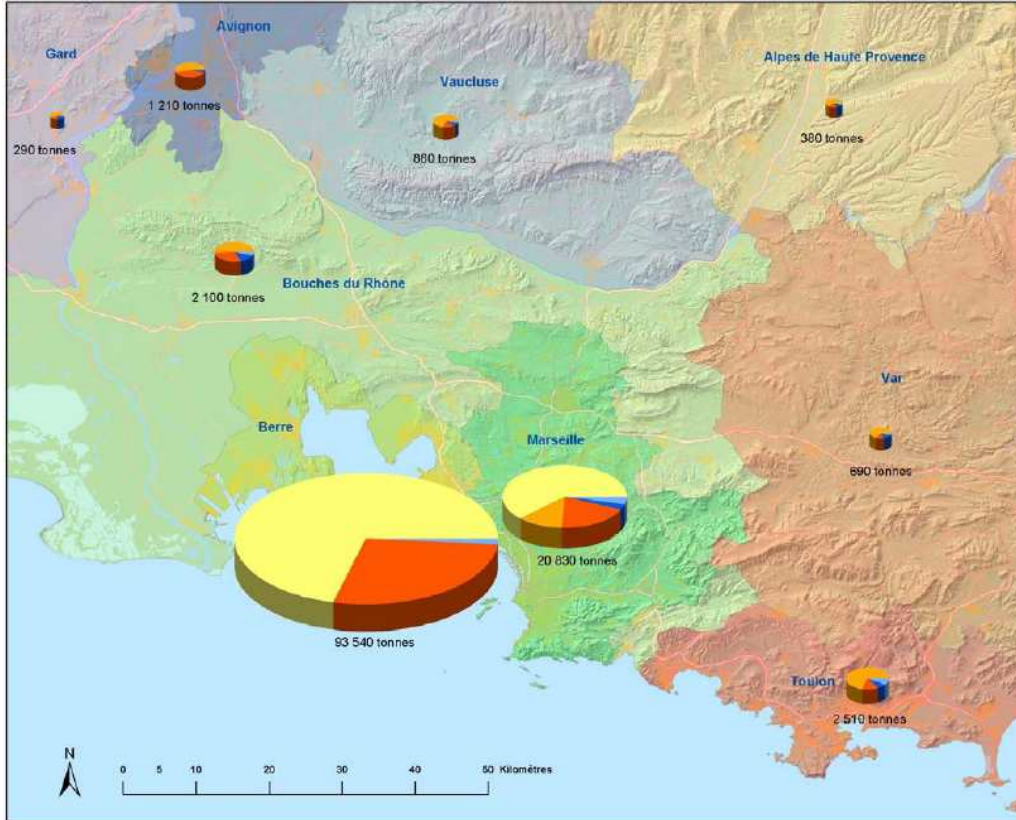 Avignon
Gard
Alpes de Haute Provence
Vaucluse
1 210 tonnes
290 tonnes
880 tonnes
380 tonnes
Bouches du Rhône
2 100 tonnes
Var
Berre
Marseille
690 tonnes
20 830 tonnes
93 540 tonnes
Toulon
2 510 tonnes
N
0 5 10 20 30 40 50 Kilomètres